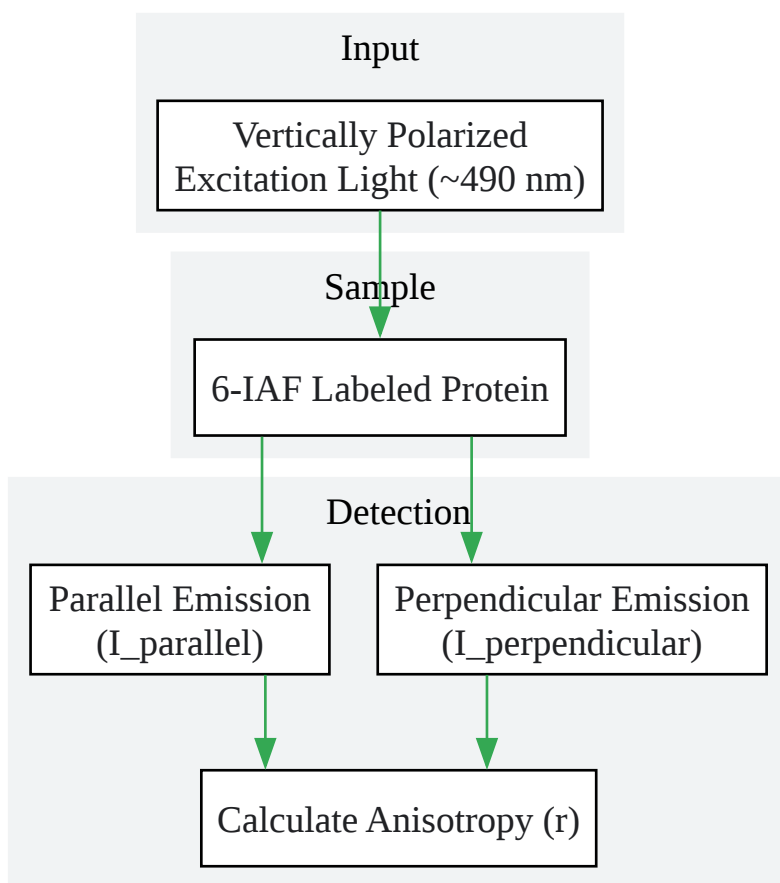 Input
Vertically Polarized
Excitation Light (~490 nm)
Sample
6-IAF Labeled Protein
Detection
Parallel Emission
(I_parallel)
Perpendicular Emission
(I_perpendicular)
Calculate Anisotropy (r)